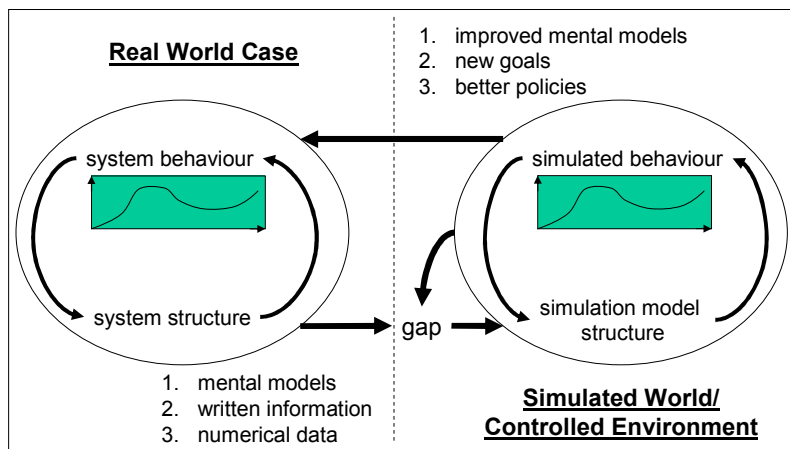 Real World Case
1. improved mental models
2. new goals
3. better policies
system behaviour
system structure
simulated behaviour
simulation model
structure
gap
1. mental models
2. written information
3. numerical data
Simulated World/
Controlled Environment